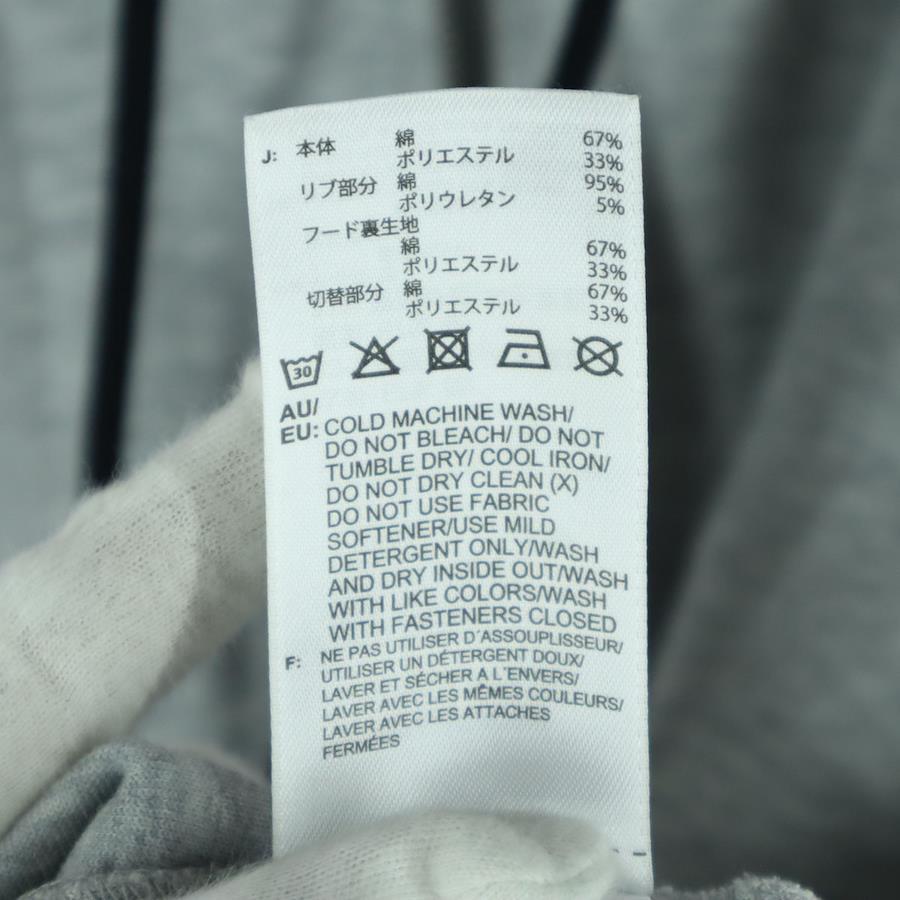 J: 本体 綿 67%
ポリエステル 33%
リブ部分 綿 95%
ポリウレタン 5%
フード裏生地
綿 67%
ポリエステル 33%
切替部分 綿 67%
ポリエステル 33%
30
AU/
EU: COLD MACHINE WASH/
DO NOT BLEACH/ DO NOT
TUMBLE DRY/ COOL IRON/
DO NOT DRY CLEAN (X)
DO NOT USE FABRIC
SOFTENER/USE MILD
DETERGENT ONLY/WASH
AND DRY INSIDE OUT/WASH
WITH LIKE COLORS/WASH
WITH FASTENERS CLOSED
F: NE PAS UTILISER D´ASSOUPLISSEUR/
UTILISER UN DÉTERGENT DOUX/
LAVER ET SÉCHER A L´ENVERS/
LAVER AVEC LES MÊMES COULEURS/
LAVER AVEC LES ATTACHES
FERMÉES